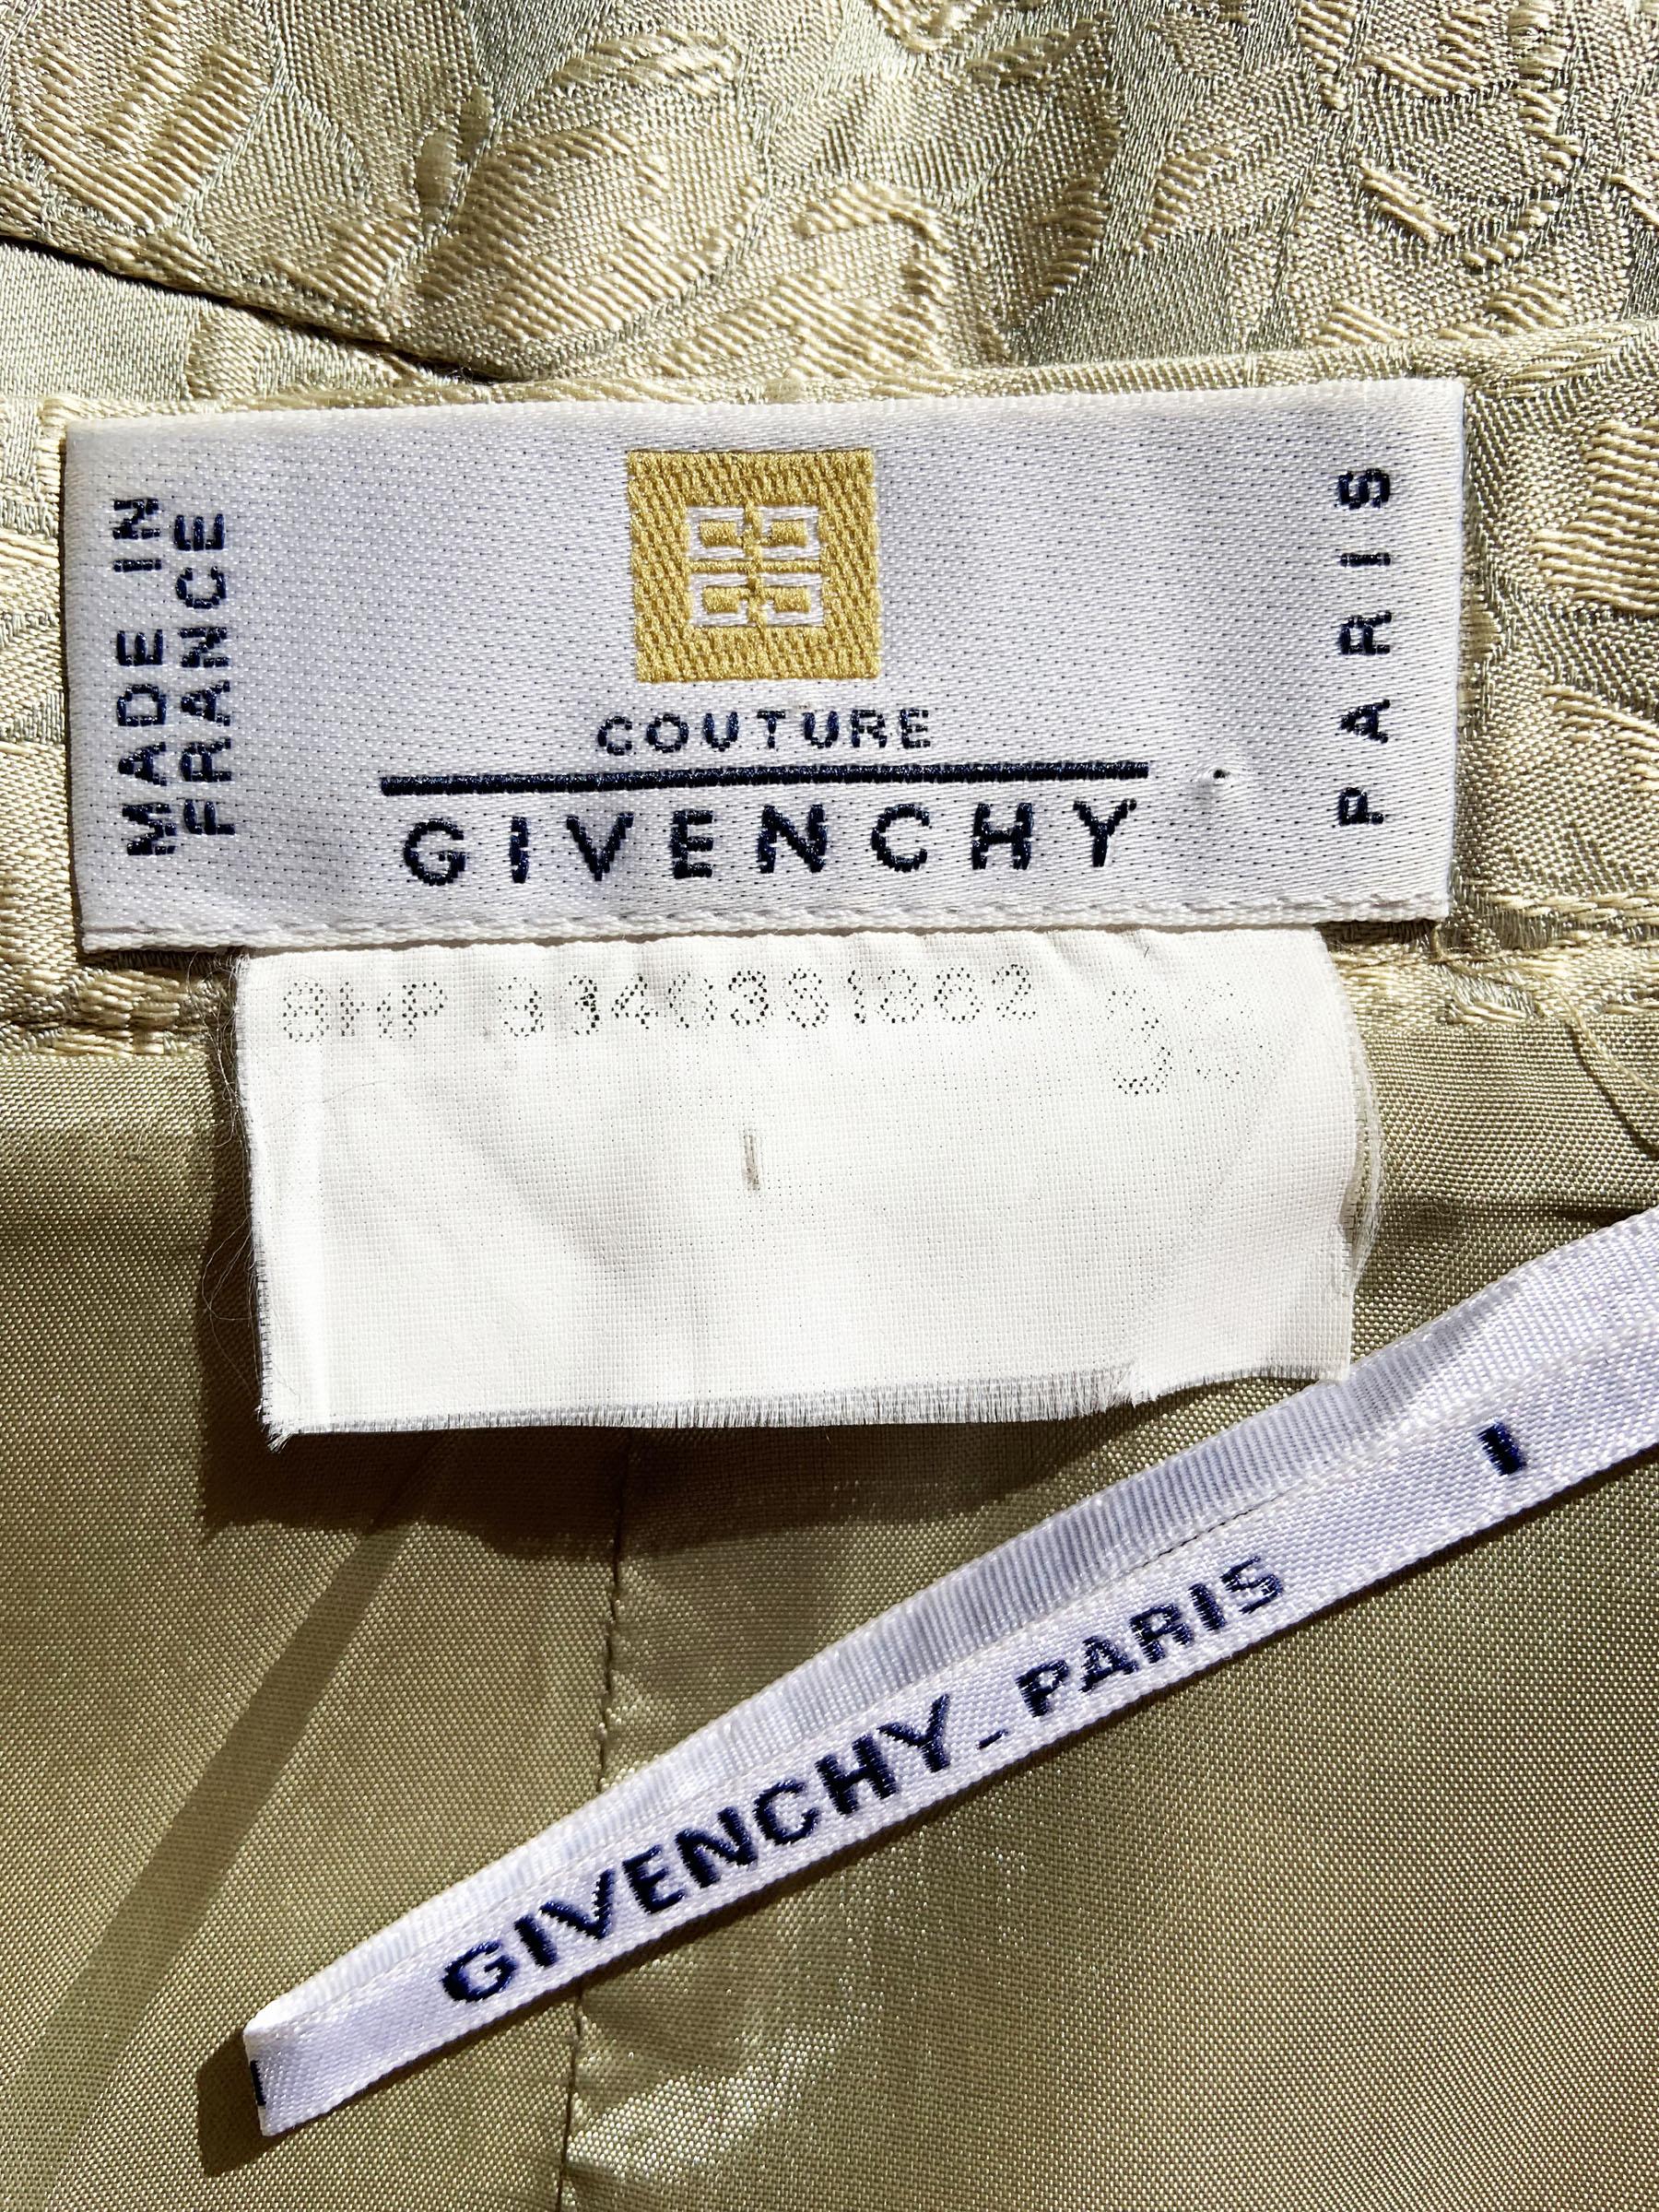 MADE IN
FRANCE
COUTURE
GIVENCHY
PARIS
GIVENCHY_PARIS